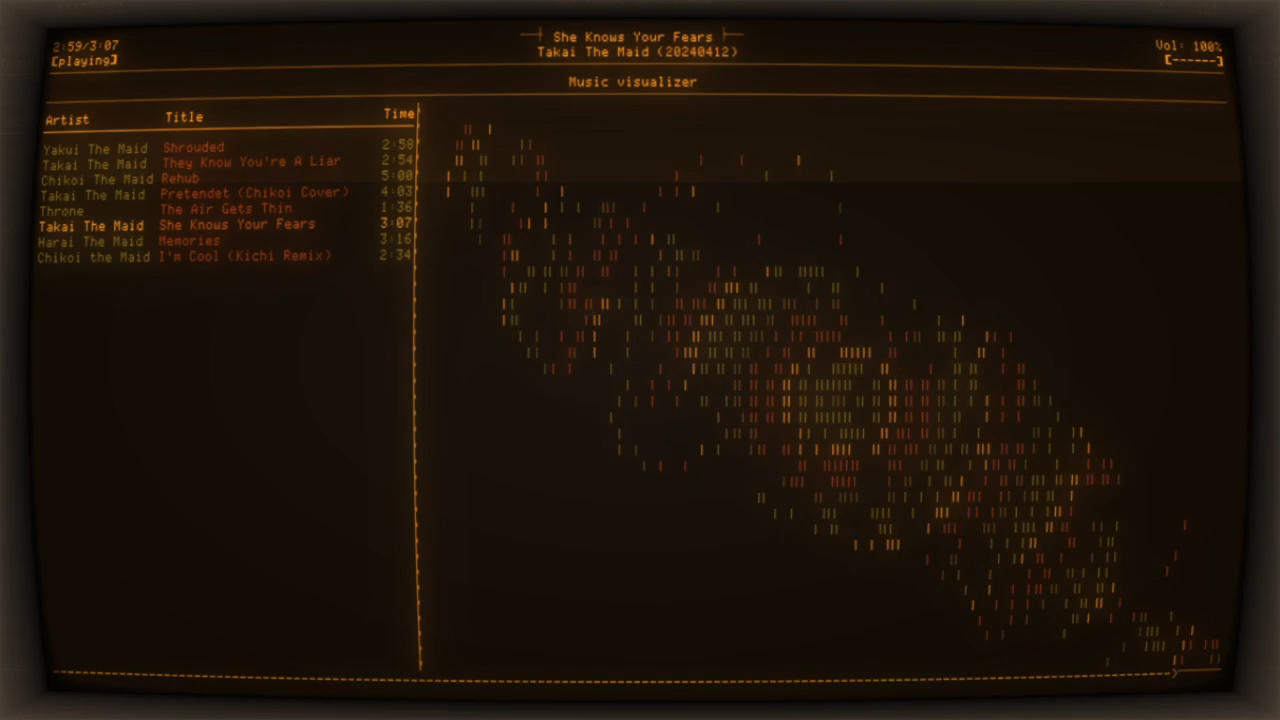 2:59/3:07
She Knows Your Fears
Vol: 100%
[playing]
Takai The Maid (20240412)
[------]
Music visualizer
Artist Title Time
Yakui The Maid Shrouded 2:58
Takai The Maid They Know You're A Liar 2:54
Chikoi The Maid Rehub 5:00
Takai The Maid Pretendet (Chikoi Cover) 4:03
Throne The Air Gets Thin 1:36
Takai The Maid She Knows Your Fears 3:07
Harai The Maid Memories 3:16
Chikoi the Maid I'm Cool (Kichi Remix) 2:34